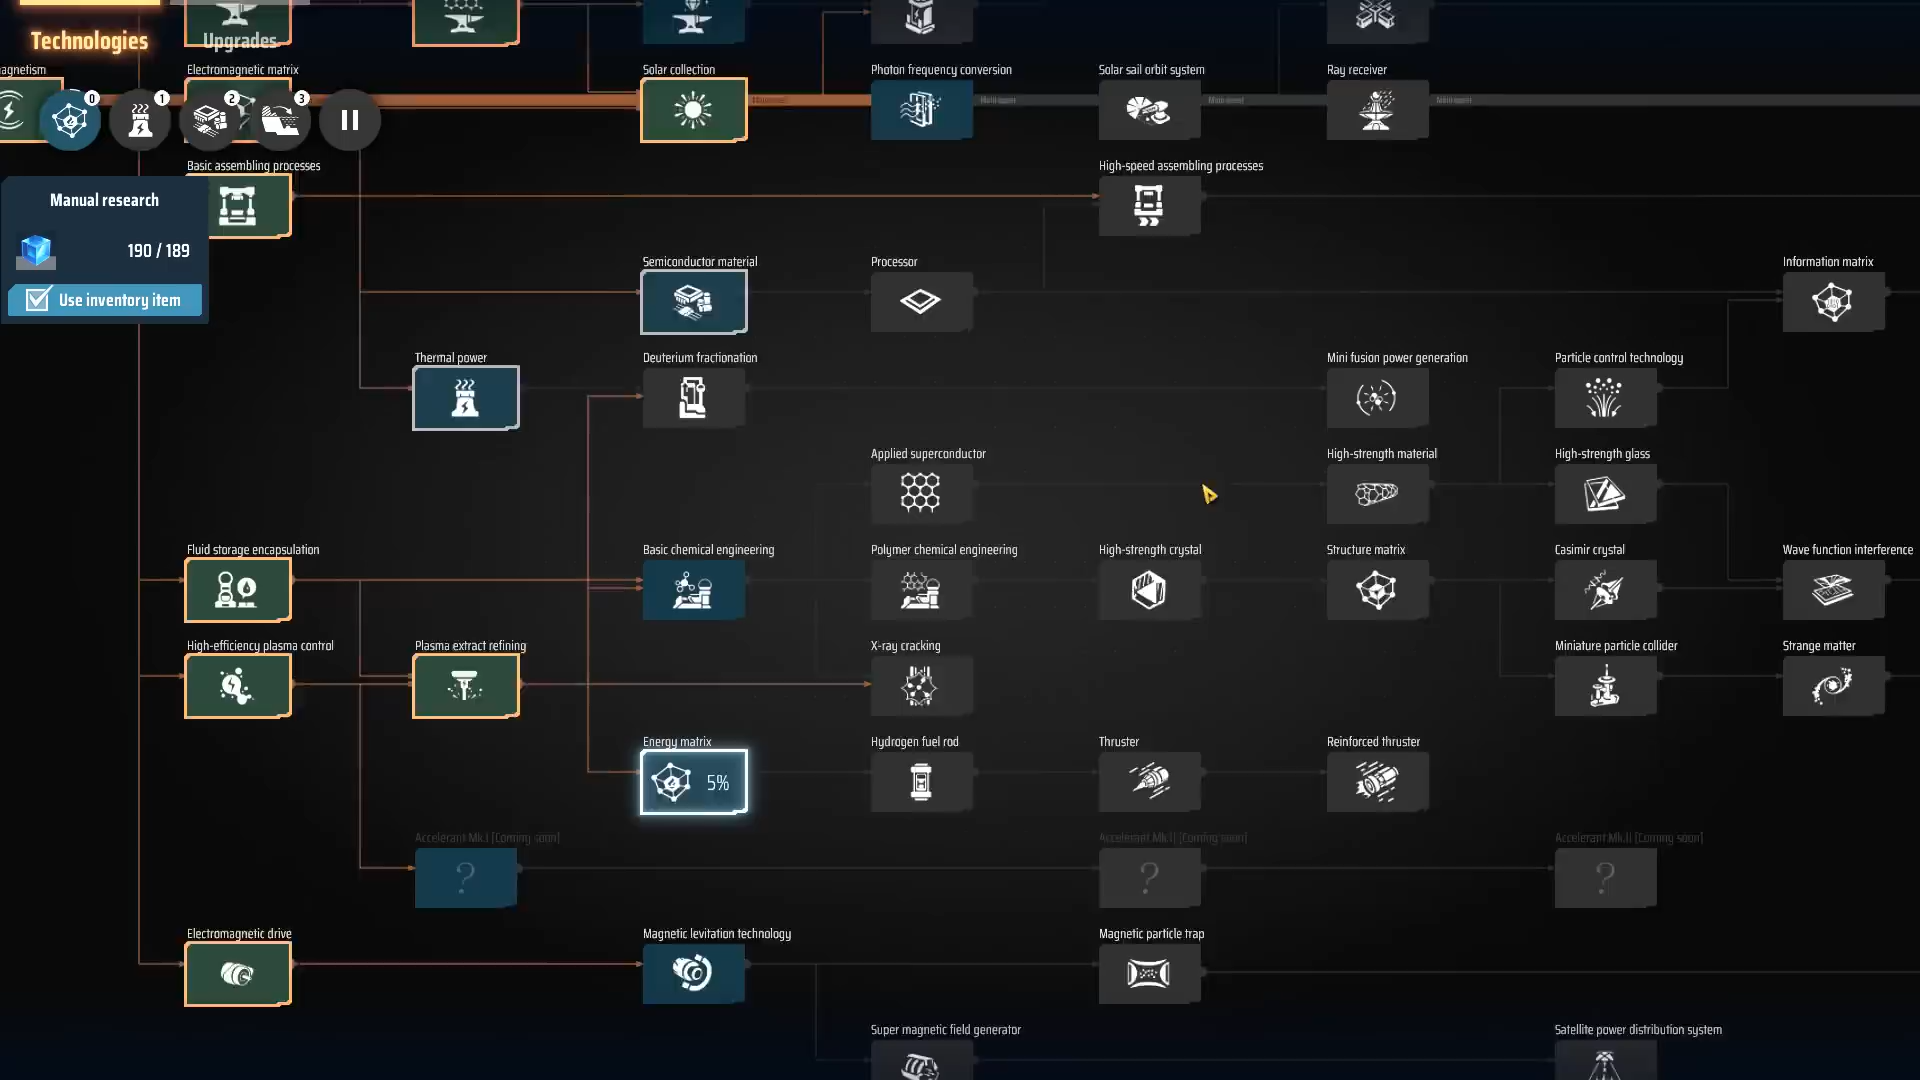 Technologies
Upgrades
agnetism
Electromagnetic matrix
Solar collection
Photon frequency conversion
Solar sail orbit system
Ray receiver
0
1
2
3
Basic assembling processes
High-speed assembling processes
Manual research
190 / 189
Use inventory item
Semiconductor material
Processor
Information matrix
Thermal power
Deuterium fractionation
Mini fusion power generation
Particle control technology
Applied superconductor
High-strength material
High-strength glass
Fluid storage encapsulation
Basic chemical engineering
Polymer chemical engineering
High-strength crystal
Structure matrix
Casimir crystal
Wave function interference
High-efficiency plasma control
Plasma extract refining
X-ray cracking
Miniature particle collider
Strange matter
Energy matrix
5%
Hydrogen fuel rod
Thruster
Reinforced thruster
Accelerant Mk.I [Coming soon]
Accelerant Mk.II [Coming soon]
Accelerant Mk.II [Coming soon]
?
?
?
Electromagnetic drive
Magnetic levitation technology
Magnetic particle trap
Super magnetic field generator
Satellite power distribution system